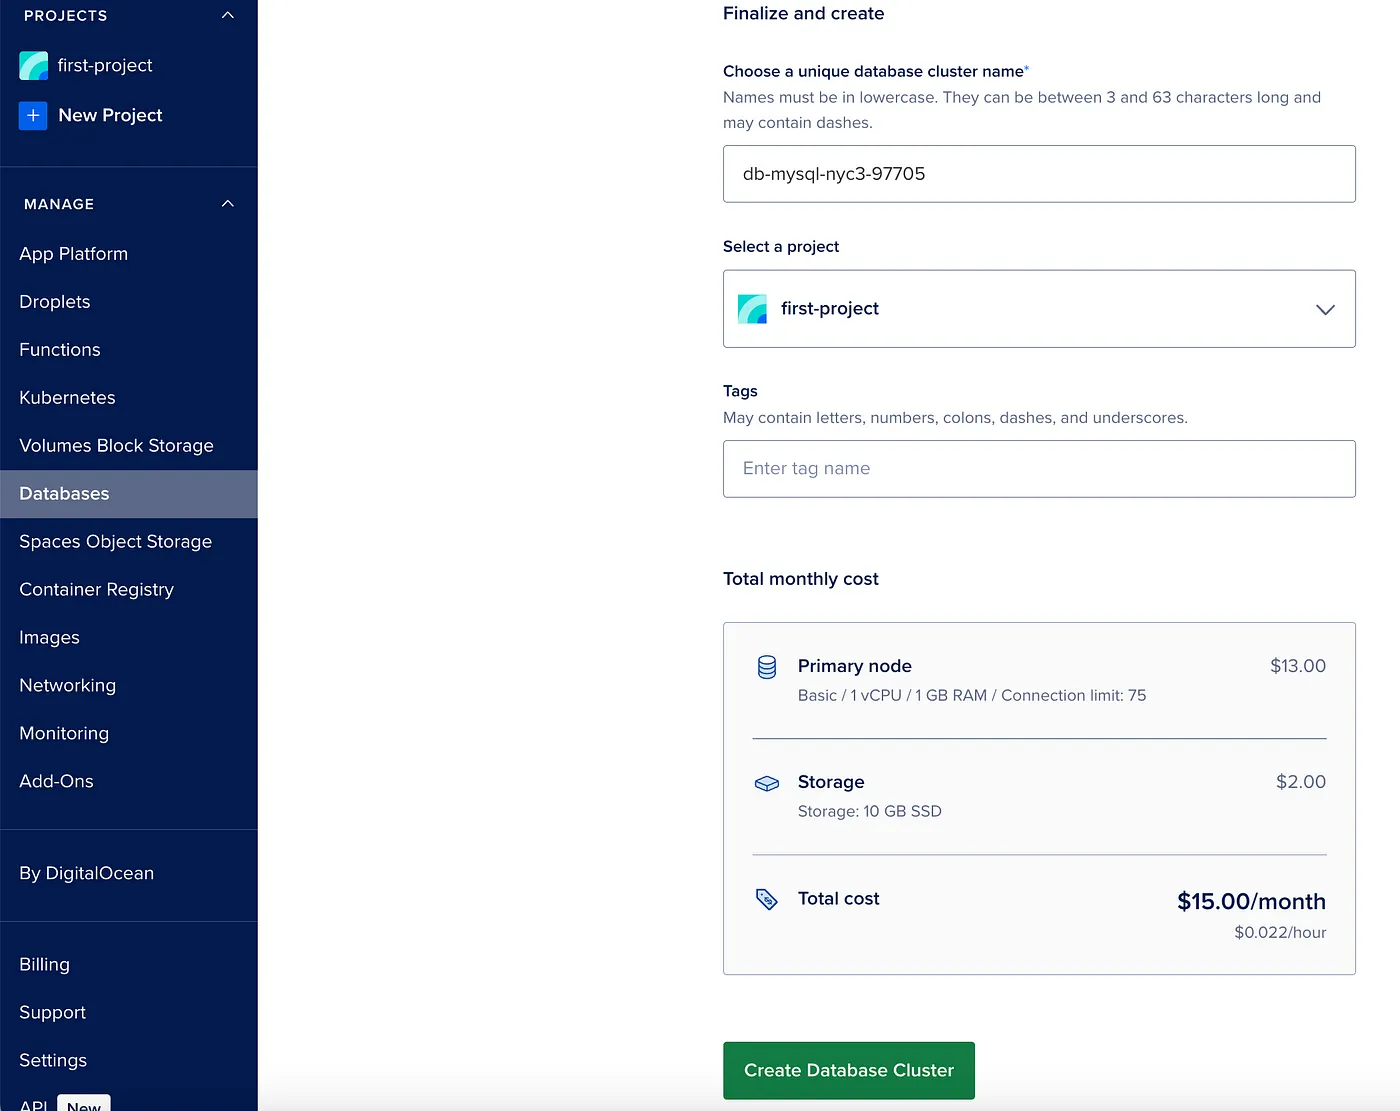 PROJECTS
first-project
New Project
MANAGE
App Platform
Droplets
Functions
Kubernetes
Volumes Block Storage
Databases
Spaces Object Storage
Container Registry
Images
Networking
Monitoring
Add-Ons
By DigitalOcean
Billing
Support
Settings
API New
Finalize and create
Choose a unique database cluster name*
Names must be in lowercase. They can be between 3 and 63 characters long and
may contain dashes.
db-mysql-nyc3-97705
Select a project
first-project
Tags
May contain letters, numbers, colons, dashes, and underscores.
Enter tag name
Total monthly cost
Primary node $13.00
Basic / 1 vCPU / 1 GB RAM / Connection limit: 75
Storage $2.00
Storage: 10 GB SSD
Total cost $15.00/month
$0.022/hour
Create Database Cluster